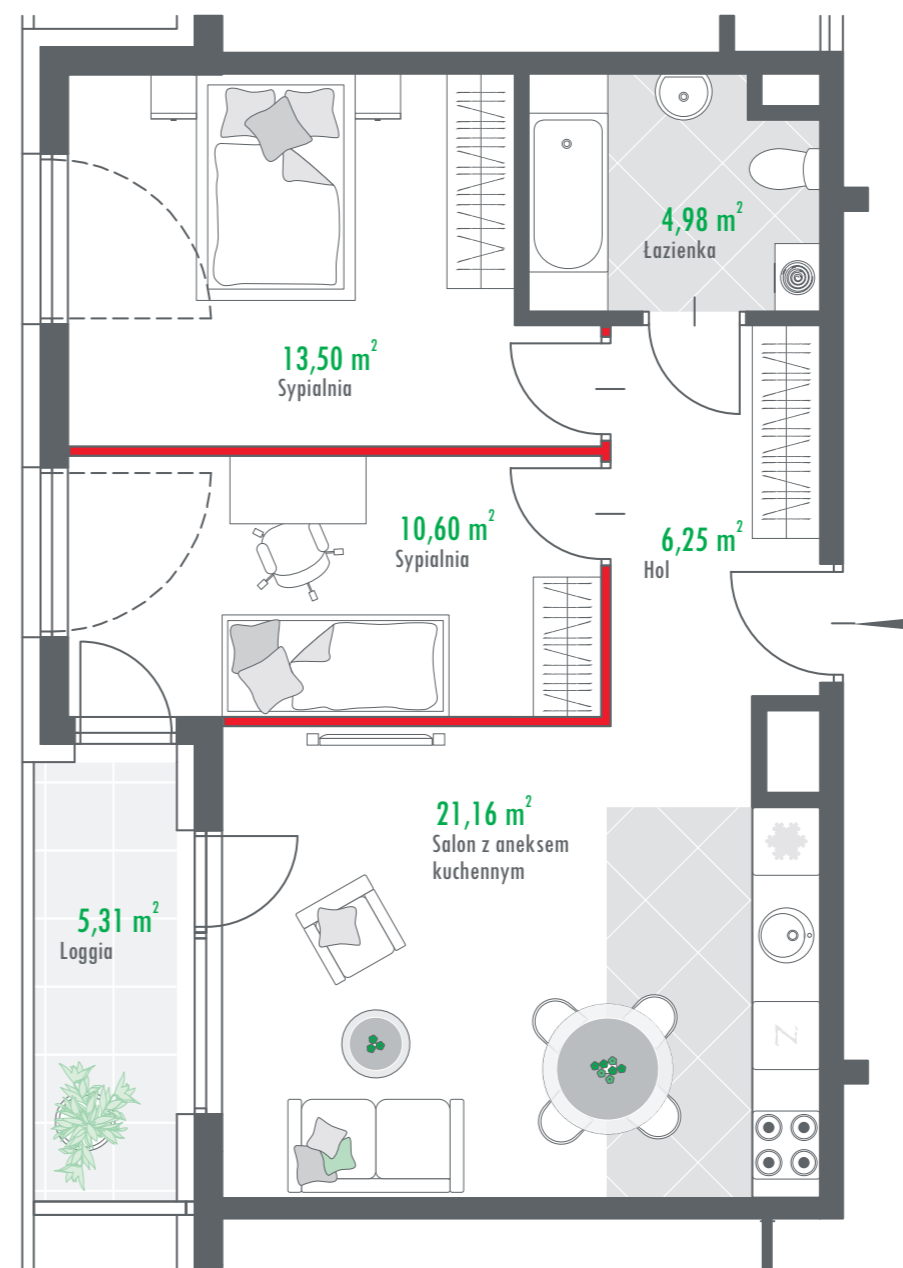 4,98 m²
Łazienka
13,50 m²
Sypialnia
10,60 m²
Sypialnia
6,25 m²
Hol
21,16 m²
Salon z aneksem
kuchennym
5,31 m²
Loggia
Z